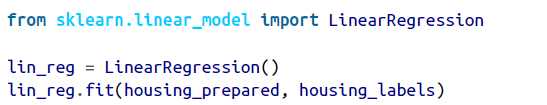 from sklearn.linear_model import LinearRegression
lin_reg = LinearRegression()
lin_reg.fit(housing_prepared, housing_labels)